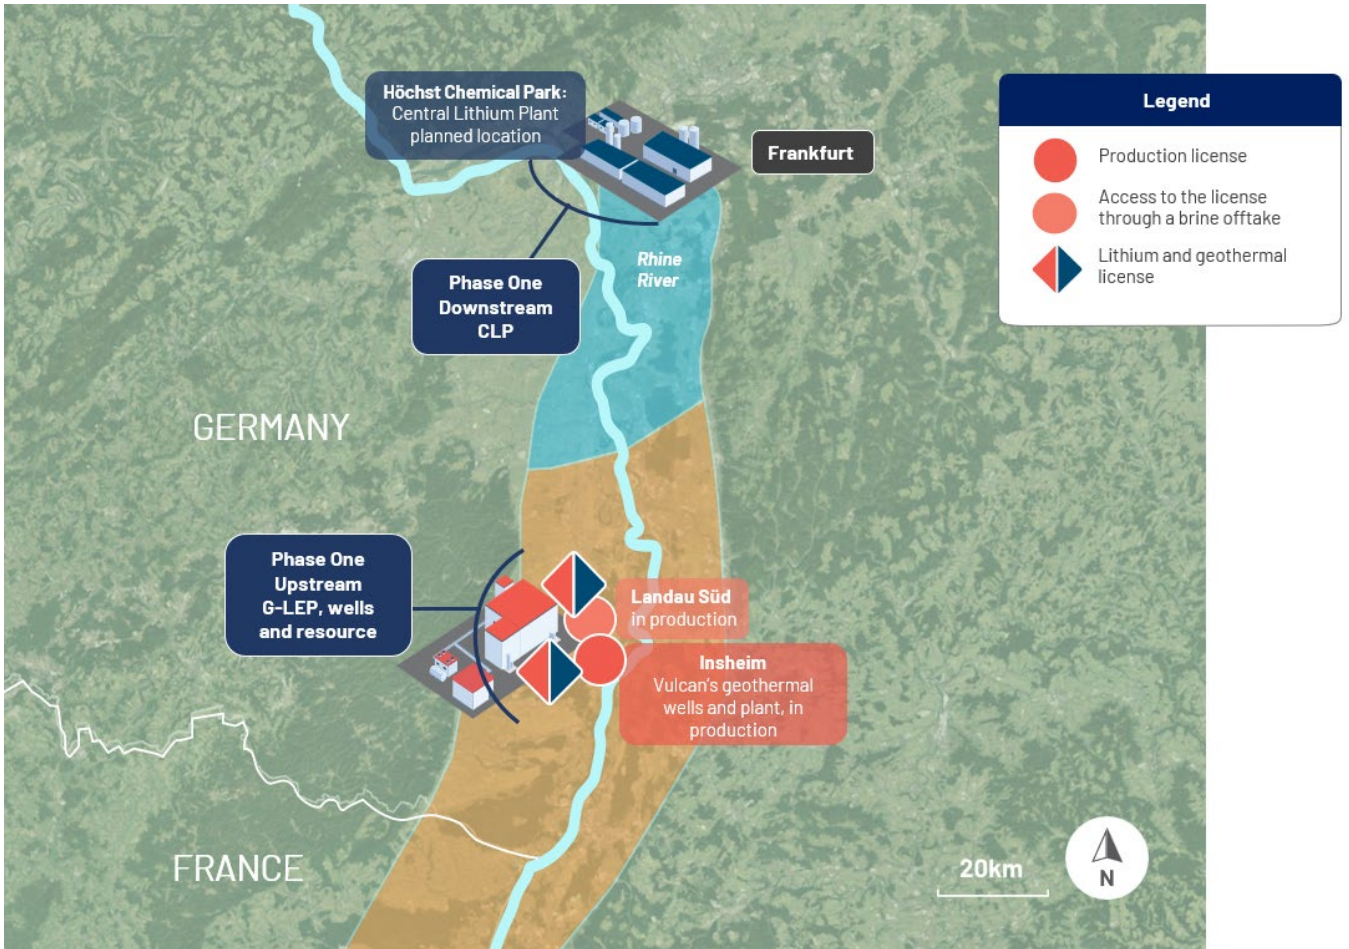 Höchst Chemical Park:
Central Lithium Plant
planned location
Frankfurt
Legend
Production license
Access to the license
through a brine offtake
Lithium and geothermal
license
Rhine
River
Phase One
Downstream
CLP
GERMANY
Phase One
Upstream
G-LEP, wells
and resource
Landau Süd
in production
Insheim
Vulcan's geothermal
wells and plant, in
production
FRANCE
20km
N